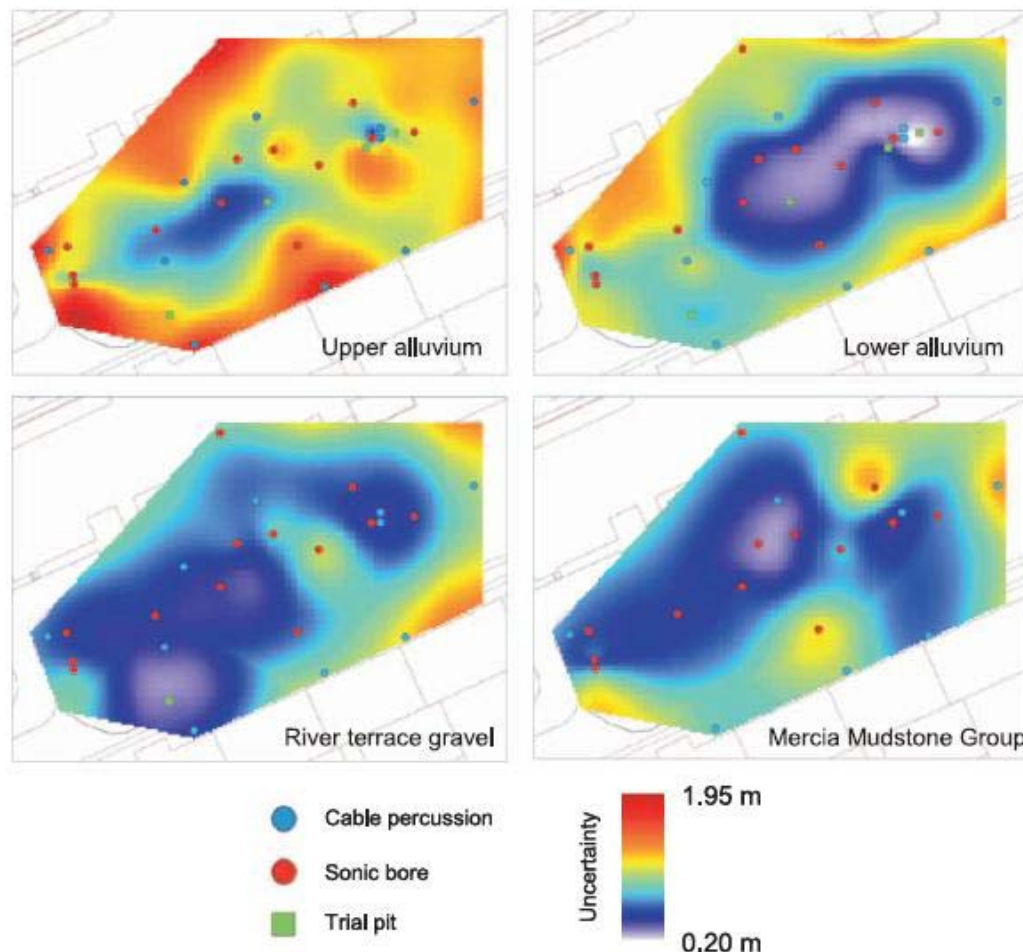 Upper alluvium
Lower alluvium
River terrace gravel
Mercia Mudstone Group
Cable percussion
Sonic bore
Trial pit
Uncertainty
1.95 m
0.20 m